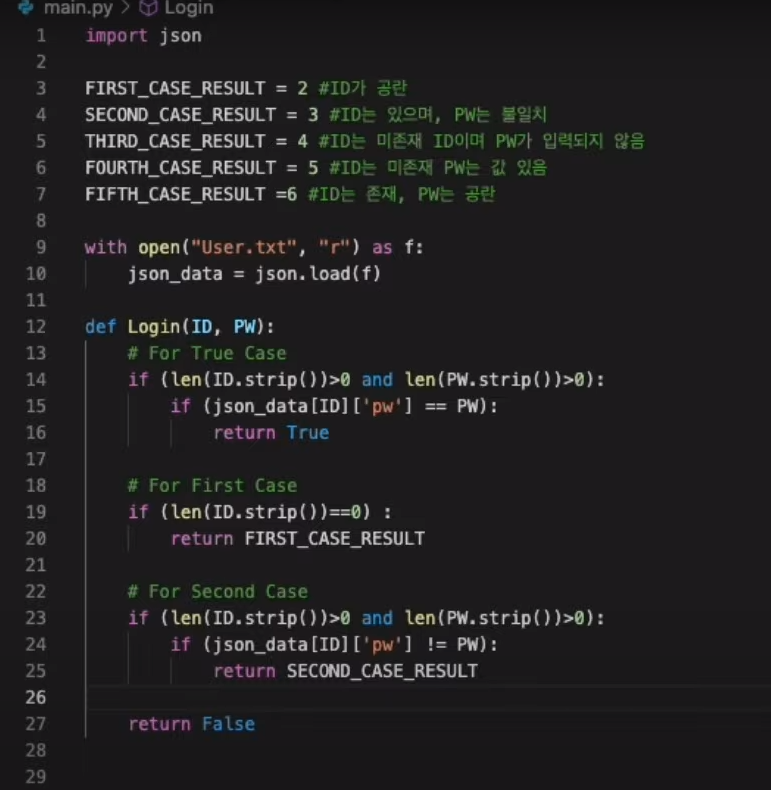 main.py > Login
1 import json
2
3 FIRST_CASE_RESULT = 2 #ID가 공란
4 SECOND_CASE_RESULT = 3 #ID는 있으며, PW는 불일치
5 THIRD_CASE_RESULT = 4 #ID는 미존재 ID이며 PW가 입력되지 않음
6 FOURTH_CASE_RESULT = 5 #ID는 미존재 PW는 값 있음
7 FIFTH_CASE_RESULT =6 #ID는 존재, PW는 공란
8
9 with open("User.txt", "r") as f:
10     json_data = json.load(f)
11
12 def Login(ID, PW):
13     # For True Case
14     if (len(ID.strip())>0 and len(PW.strip())>0):
15         if (json_data[ID]['pw'] == PW):
16             return True
17
18     # For First Case
19     if (len(ID.strip())==0) :
20         return FIRST_CASE_RESULT
21
22     # For Second Case
23     if (len(ID.strip())>0 and len(PW.strip())>0):
24         if (json_data[ID]['pw'] != PW):
25             return SECOND_CASE_RESULT
26
27     return False
28
29